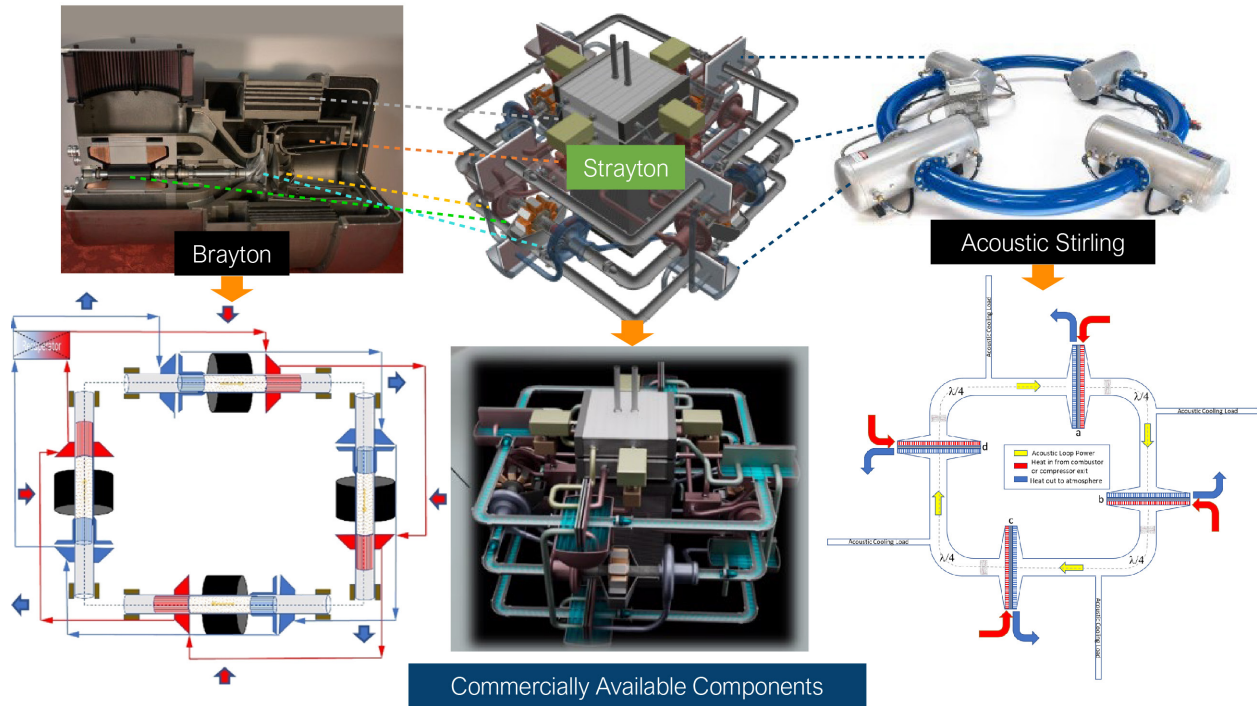 Strayton
Brayton
Acoustic Stirling
Acoustic Cooling Load
λ/4
λ/4
a
Acoustic Cooling Load
d
Acoustic Loop Power
Heat in from combustor
or compressor exit
Heat out to atmosphere
b
c
Acoustic Cooling Load
λ/4
λ/4
Acoustic Cooling Load
Commercially Available Components